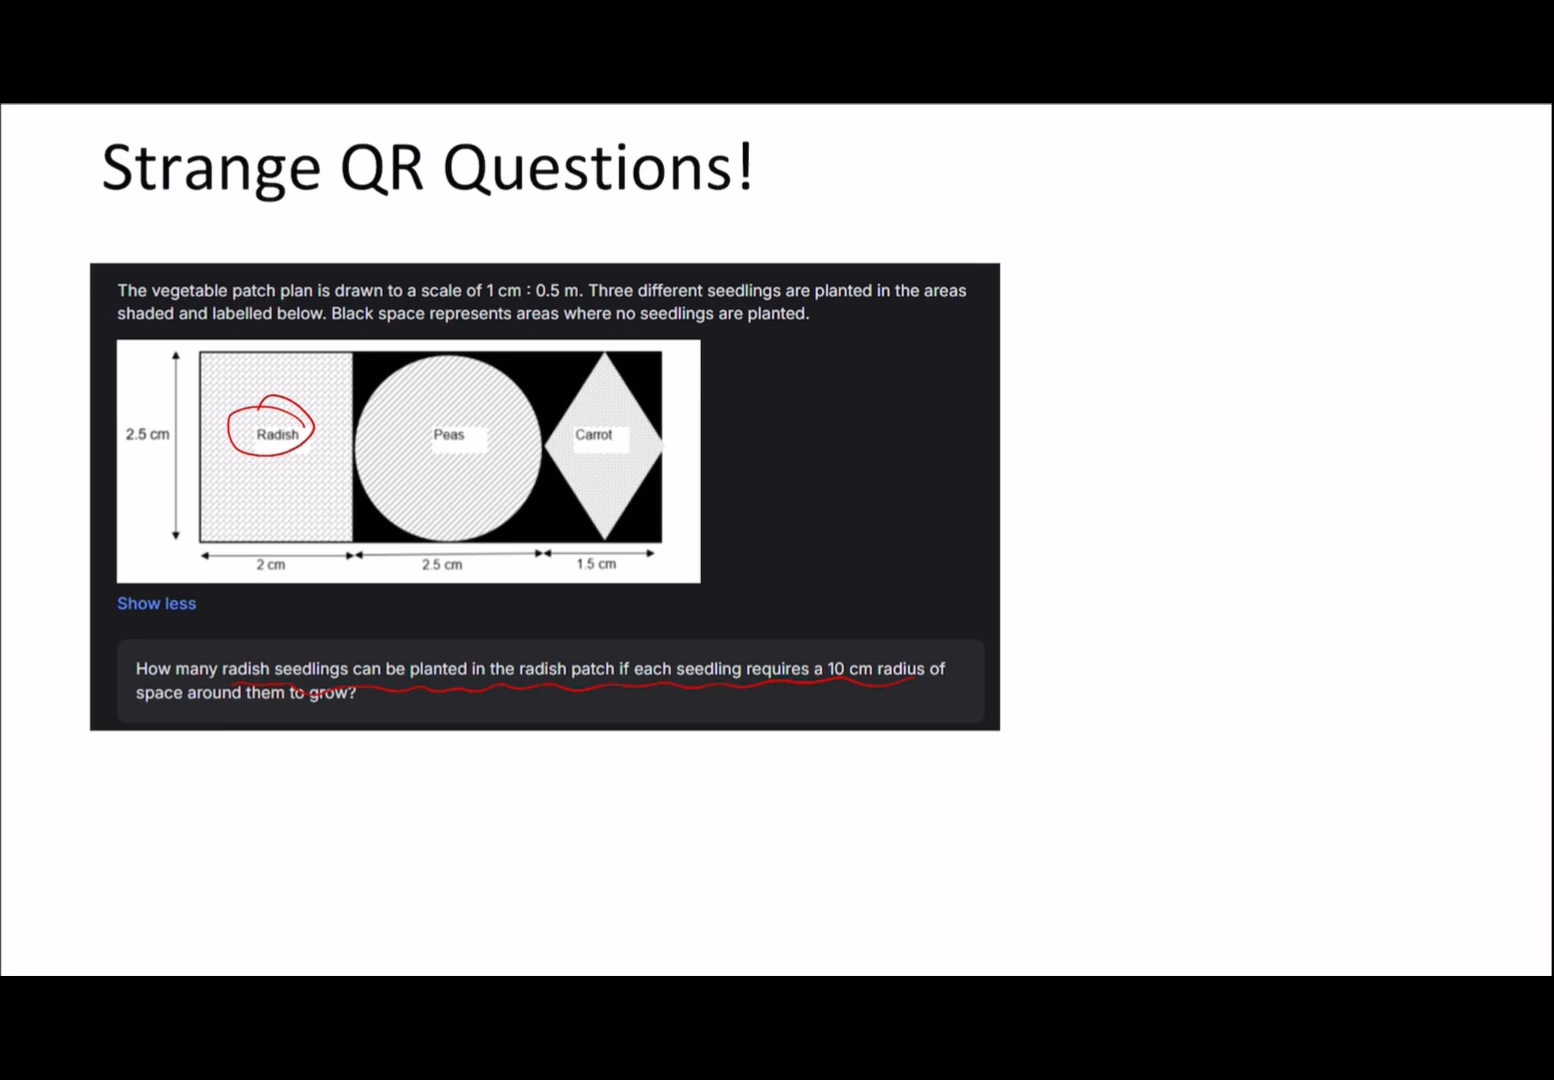 Strange QR Questions!
The vegetable patch plan is drawn to a scale of 1 cm : 0.5 m. Three different seedlings are planted in the areas
shaded and labelled below. Black space represents areas where no seedlings are planted.
2.5 cm
Radish
Peas
Carrot
2 cm
2.5 cm
1.5 cm
Show less
How many radish seedlings can be planted in the radish patch if each seedling requires a 10 cm radius of
space around them to grow?